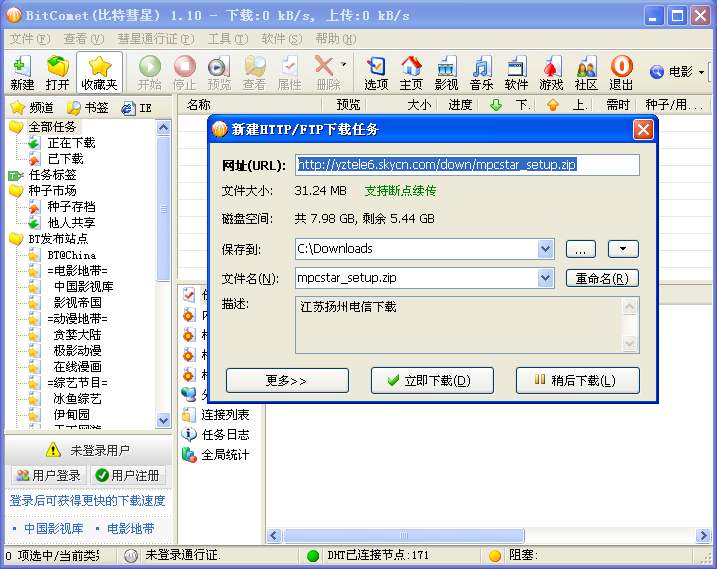 BitComet(比特彗星) 1.10 - 下载:0 kB/s, 上传:0 kB/s
文件(F) 查看(V) 彗星通行证(P) 工具(T) 软件(S) 帮助(H)
新建 打开 收藏夹 开始 停止 预览 查看 属性 删除 选项 主页 影视 音乐 软件 游戏 社区 退出 电影
频道 书签 IE
名称 预览 大小 进度 下. 上. 需时 种子/用...
全部任务
正在下载
已下载
任务标签
种子市场
种子存档
他人共享
BT发布站点
BT@China
=电影地带=
中国影视库
影视帝国
=动漫地带=
贪婪大陆
极影动漫
在线漫画
=综艺节目=
冰鱼综艺
伊甸园
新建HTTP/FTP下载任务
网址(URL): http://yztele6.skycn.com/down/mpcstar_setup.zip
文件大小: 31.24 MB 支持断点续传
磁盘空间: 共 7.98 GB, 剩余 5.44 GB
保存到: C:\Downloads ...
文件名(N): mpcstar_setup.zip 重命名(R)
描述: 江苏扬州电信下载
更多>> 立即下载(D) 稍后下载(L)
连接列表
任务日志
全局统计
未登录用户
用户登录 用户注册
登录后可获得更快的下载速度
· 中国影视库 · 电影地带
0 项选中/当前类 未登录通行证. DHT已连接节点:171 阻塞: